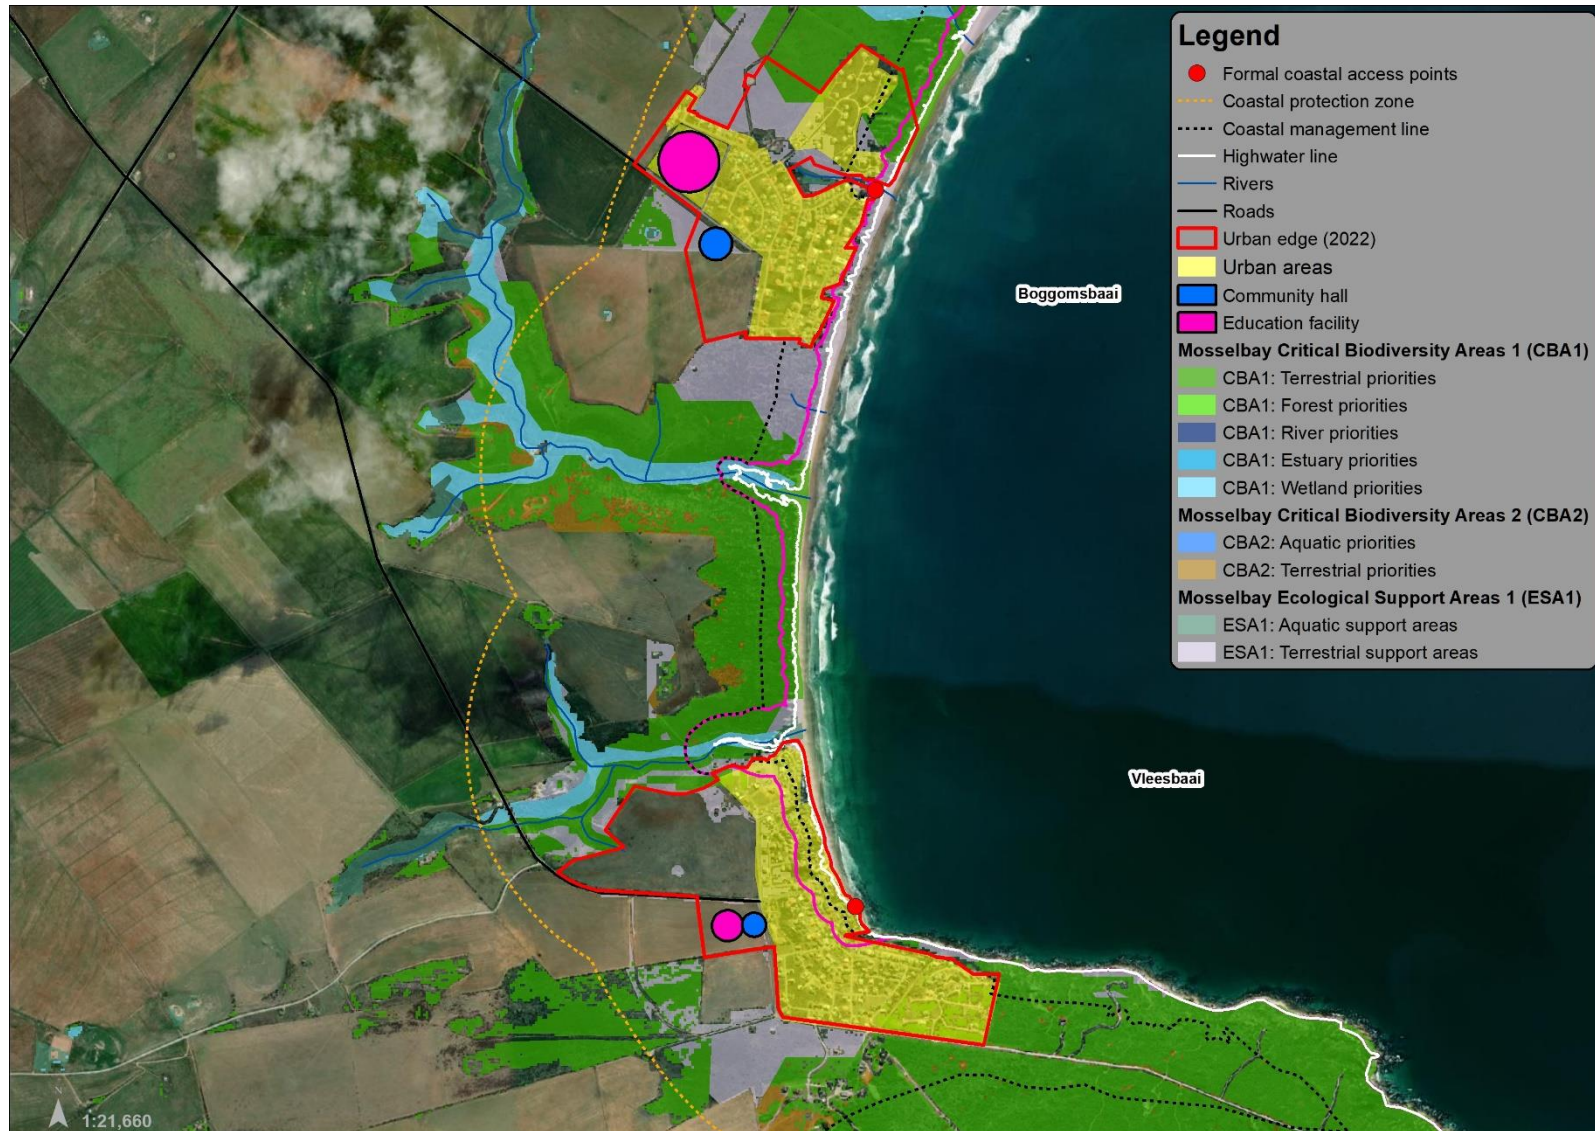 Legend
Formal coastal access points
Coastal protection zone
Coastal management line
Highwater line
Rivers
Roads
Urban edge (2022)
Urban areas
Community hall
Education facility
Mosselbay Critical Biodiversity Areas 1 (CBA1)
CBA1: Terrestrial priorities
CBA1: Forest priorities
CBA1: River priorities
CBA1: Estuary priorities
CBA1: Wetland priorities
Mosselbay Critical Biodiversity Areas 2 (CBA2)
CBA2: Aquatic priorities
CBA2: Terrestrial priorities
Mosselbay Ecological Support Areas 1 (ESA1)
ESA1: Aquatic support areas
ESA1: Terrestrial support areas
Boggomsbaai
Vleesbaai
N
1:21,660